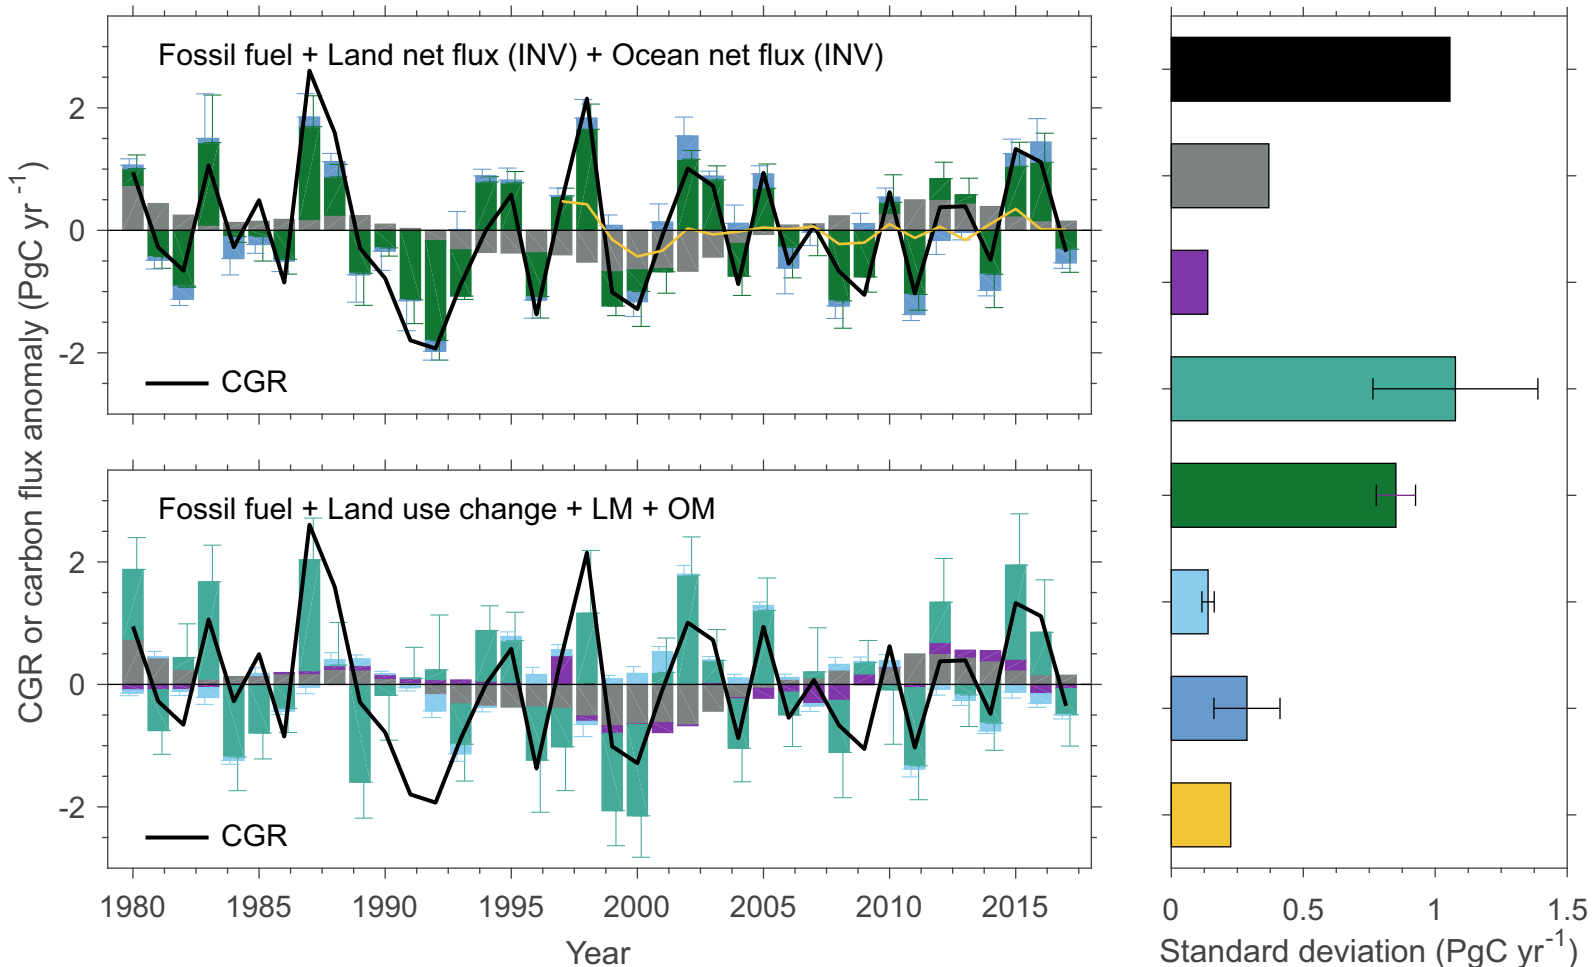 Fossil fuel + Land net flux (INV) + Ocean net flux (INV)
2
0
-2
CGR
CGR or carbon flux anomaly (PgC yr⁻¹)
Fossil fuel + Land use change + LM + OM
2
0
-2
CGR
1980 1985 1990 1995 2000 2005 2010 2015
Year
0 0.5 1 1.5
Standard deviation (PgC yr⁻¹)